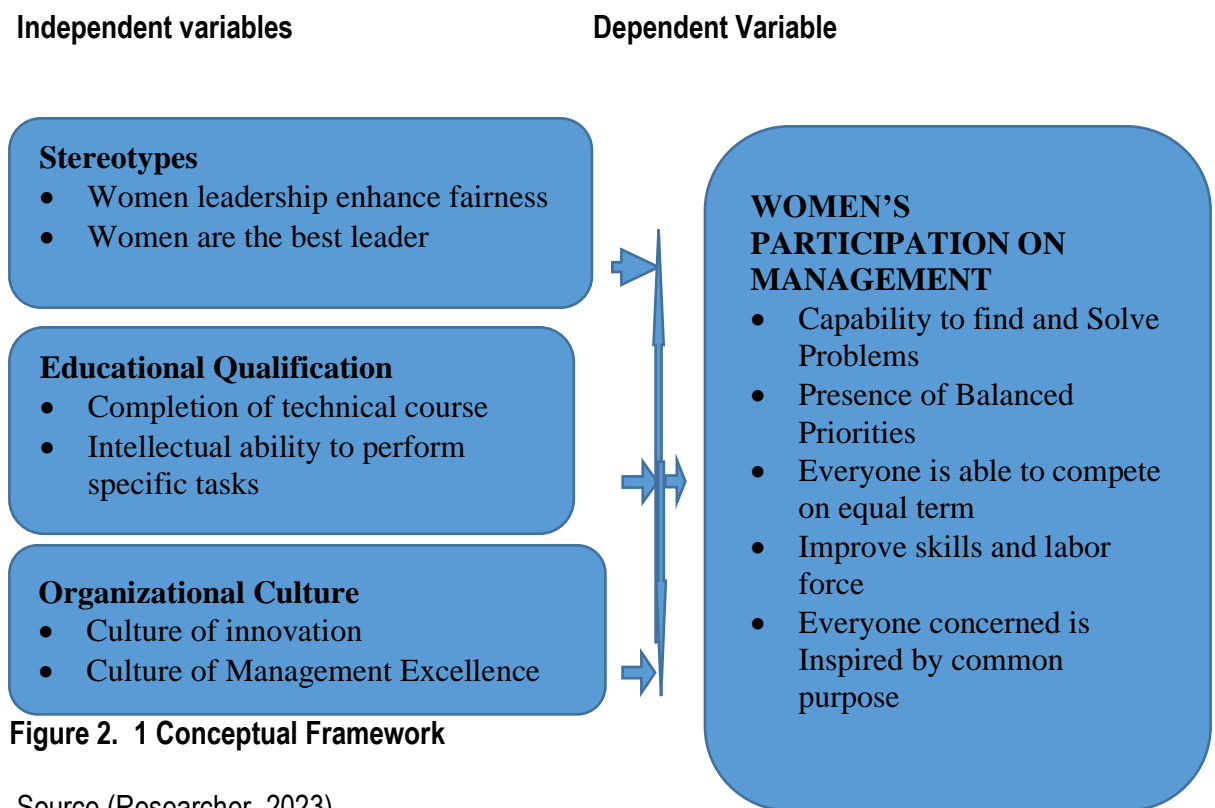 Independent variables
Dependent Variable
Stereotypes
• Women leadership enhance fairness
• Women are the best leader
Educational Qualification
• Completion of technical course
• Intellectual ability to perform
specific tasks
Organizational Culture
• Culture of innovation
• Culture of Management Excellence
WOMEN’S
PARTICIPATION ON
MANAGEMENT
• Capability to find and Solve
Problems
• Presence of Balanced
Priorities
• Everyone is able to compete
on equal term
• Improve skills and labor
force
• Everyone concerned is
Inspired by common
purpose
Figure 2. 1 Conceptual Framework
Source (Researcher, 2023)